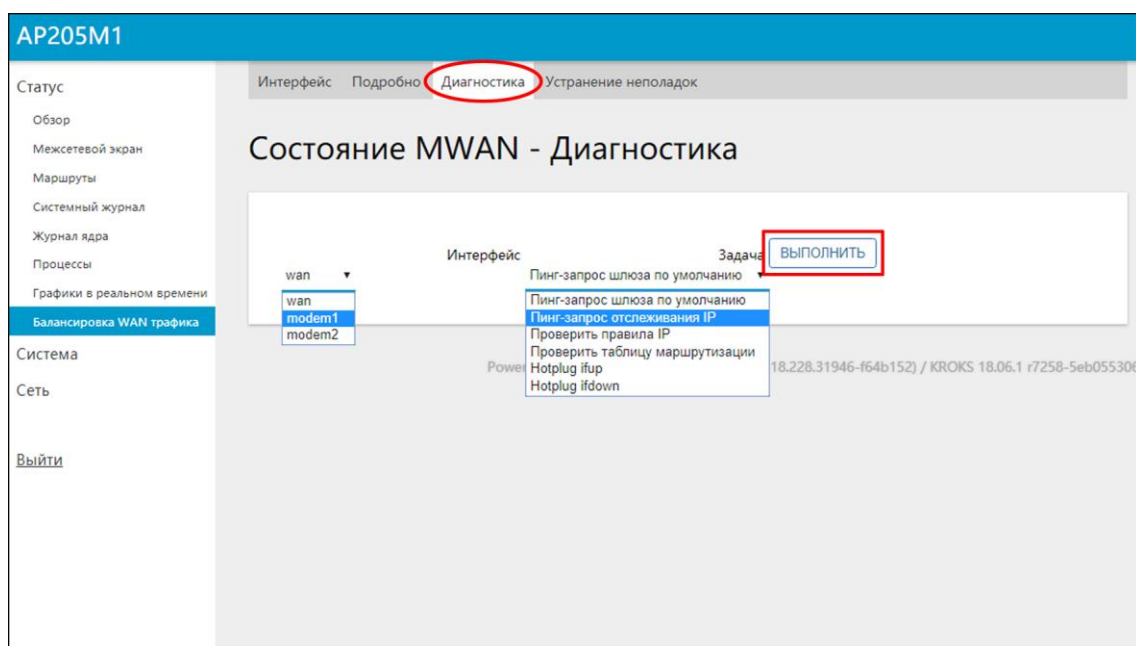 AP205M1
Статус
Обзор
Межсетевой экран
Маршруты
Системный журнал
Журнал ядра
Процессы
Графики в реальном времени
Балансировка WAN трафика
Система
Сеть
Выйти
Интерфейс Подробно Диагностика Устранение неполадок
Состояние MWAN - Диагностика
Интерфейс Задача ВЫПОЛНИТЬ
wan Пинг-запрос шлюза по умолчанию
wan
modem1
modem2
Пинг-запрос шлюза по умолчанию
Пинг-запрос отслеживания IP
Проверить правила IP
Проверить таблицу маршрутизации
Hotplug ifup
Hotplug ifdown
18.228.31946-f64b152) / KROKS 18.06.1 r7258-5eb055306